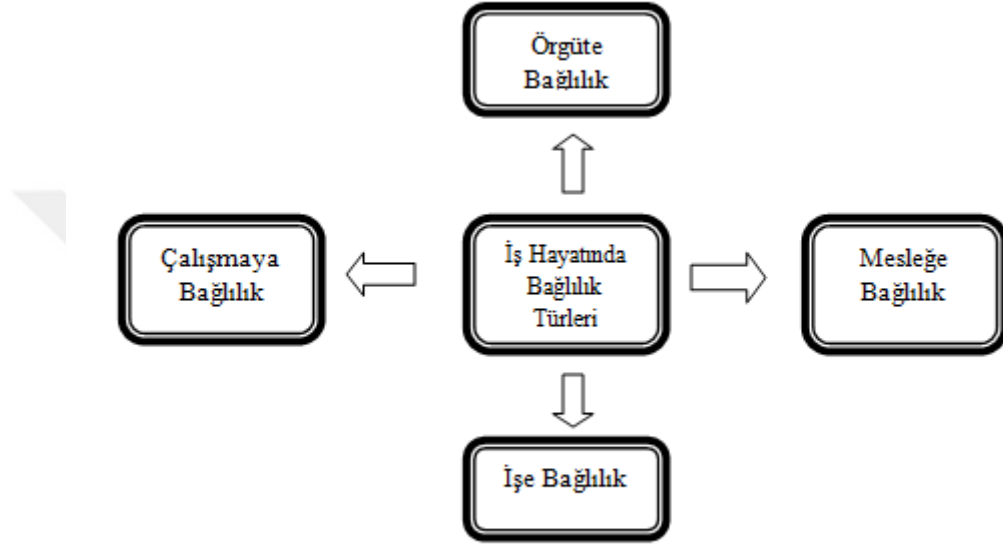 Örgüte
Bağlılık
Çalışmaya
Bağlılık
İş Hayatında
Bağlılık
Türleri
Mesleğe
Bağlılık
İşe Bağlılık